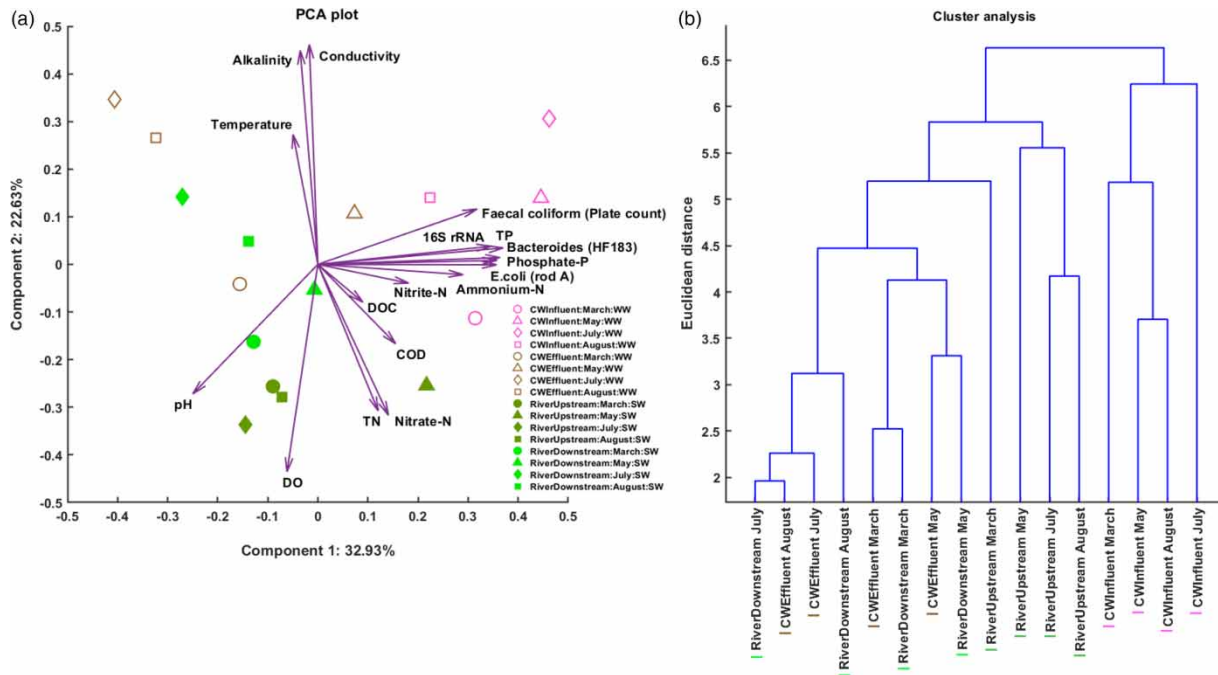 (a)
PCA plot
0.5
0.4
0.3
0.2
0.1
0
-0.1
-0.2
-0.3
-0.4
-0.5
Component 2: 22.63%
Alkalinity
Conductivity
Temperature
Faecal coliform (Plate count)
16S rRNA
TP
Bacteroides (HF183)
Phosphate-P
E.coli (rod A)
Ammonium-N
Nitrite-N
DOC
COD
TN
Nitrate-N
pH
DO
CWInfluent:March:WW
CWInfluent:May:WW
CWInfluent:July:WW
CWInfluent:August:WW
CWEffluent:March:WW
CWEffluent:May:WW
CWEffluent:July:WW
CWEffluent:August:WW
RiverUpstream:March:SW
RiverUpstream:May:SW
RiverUpstream:July:SW
RiverUpstream:August:SW
RiverDownstream:March:SW
RiverDownstream:May:SW
RiverDownstream:July:SW
RiverDownstream:August:SW
-0.5 -0.4 -0.3 -0.2 -0.1 0 0.1 0.2 0.3 0.4 0.5
Component 1: 32.93%
(b)
Cluster analysis
6.5
6
5.5
5
4.5
4
3.5
3
2.5
2
Euclidean distance
RiverDownstream July
CWEffluent August
CWEffluent July
RiverDownstream August
CWEffluent March
RiverDownstream March
CWEffluent May
RiverDownstream May
RiverUpstream March
RiverUpstream May
RiverUpstream July
RiverUpstream August
CWInfluent March
CWInfluent May
CWInfluent August
CWInfluent July